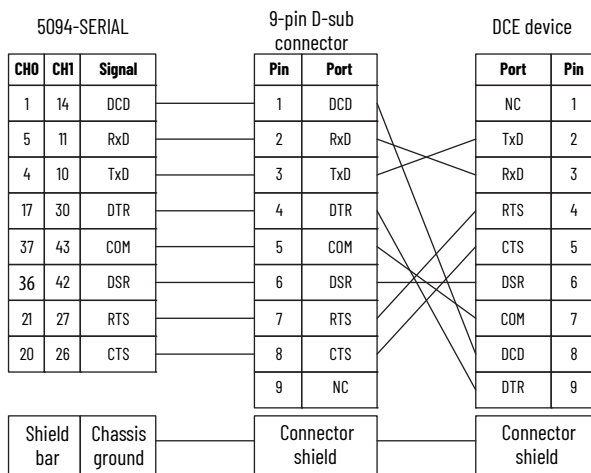 5094-SERIAL
9-pin D-sub
connector
DCE device
CH0 CH1 Signal
Pin Port
Port Pin
1 14 DCD
1 DCD
NC 1
5 11 RxD
2 RxD
TxD 2
4 10 TxD
3 TxD
RxD 3
17 30 DTR
4 DTR
RTS 4
37 43 COM
5 COM
CTS 5
36 42 DSR
6 DSR
DSR 6
21 27 RTS
7 RTS
COM 7
20 26 CTS
8 CTS
DCD 8
9 NC
DTR 9
Shield
bar
Chassis
ground
Connector
shield
Connector
shield